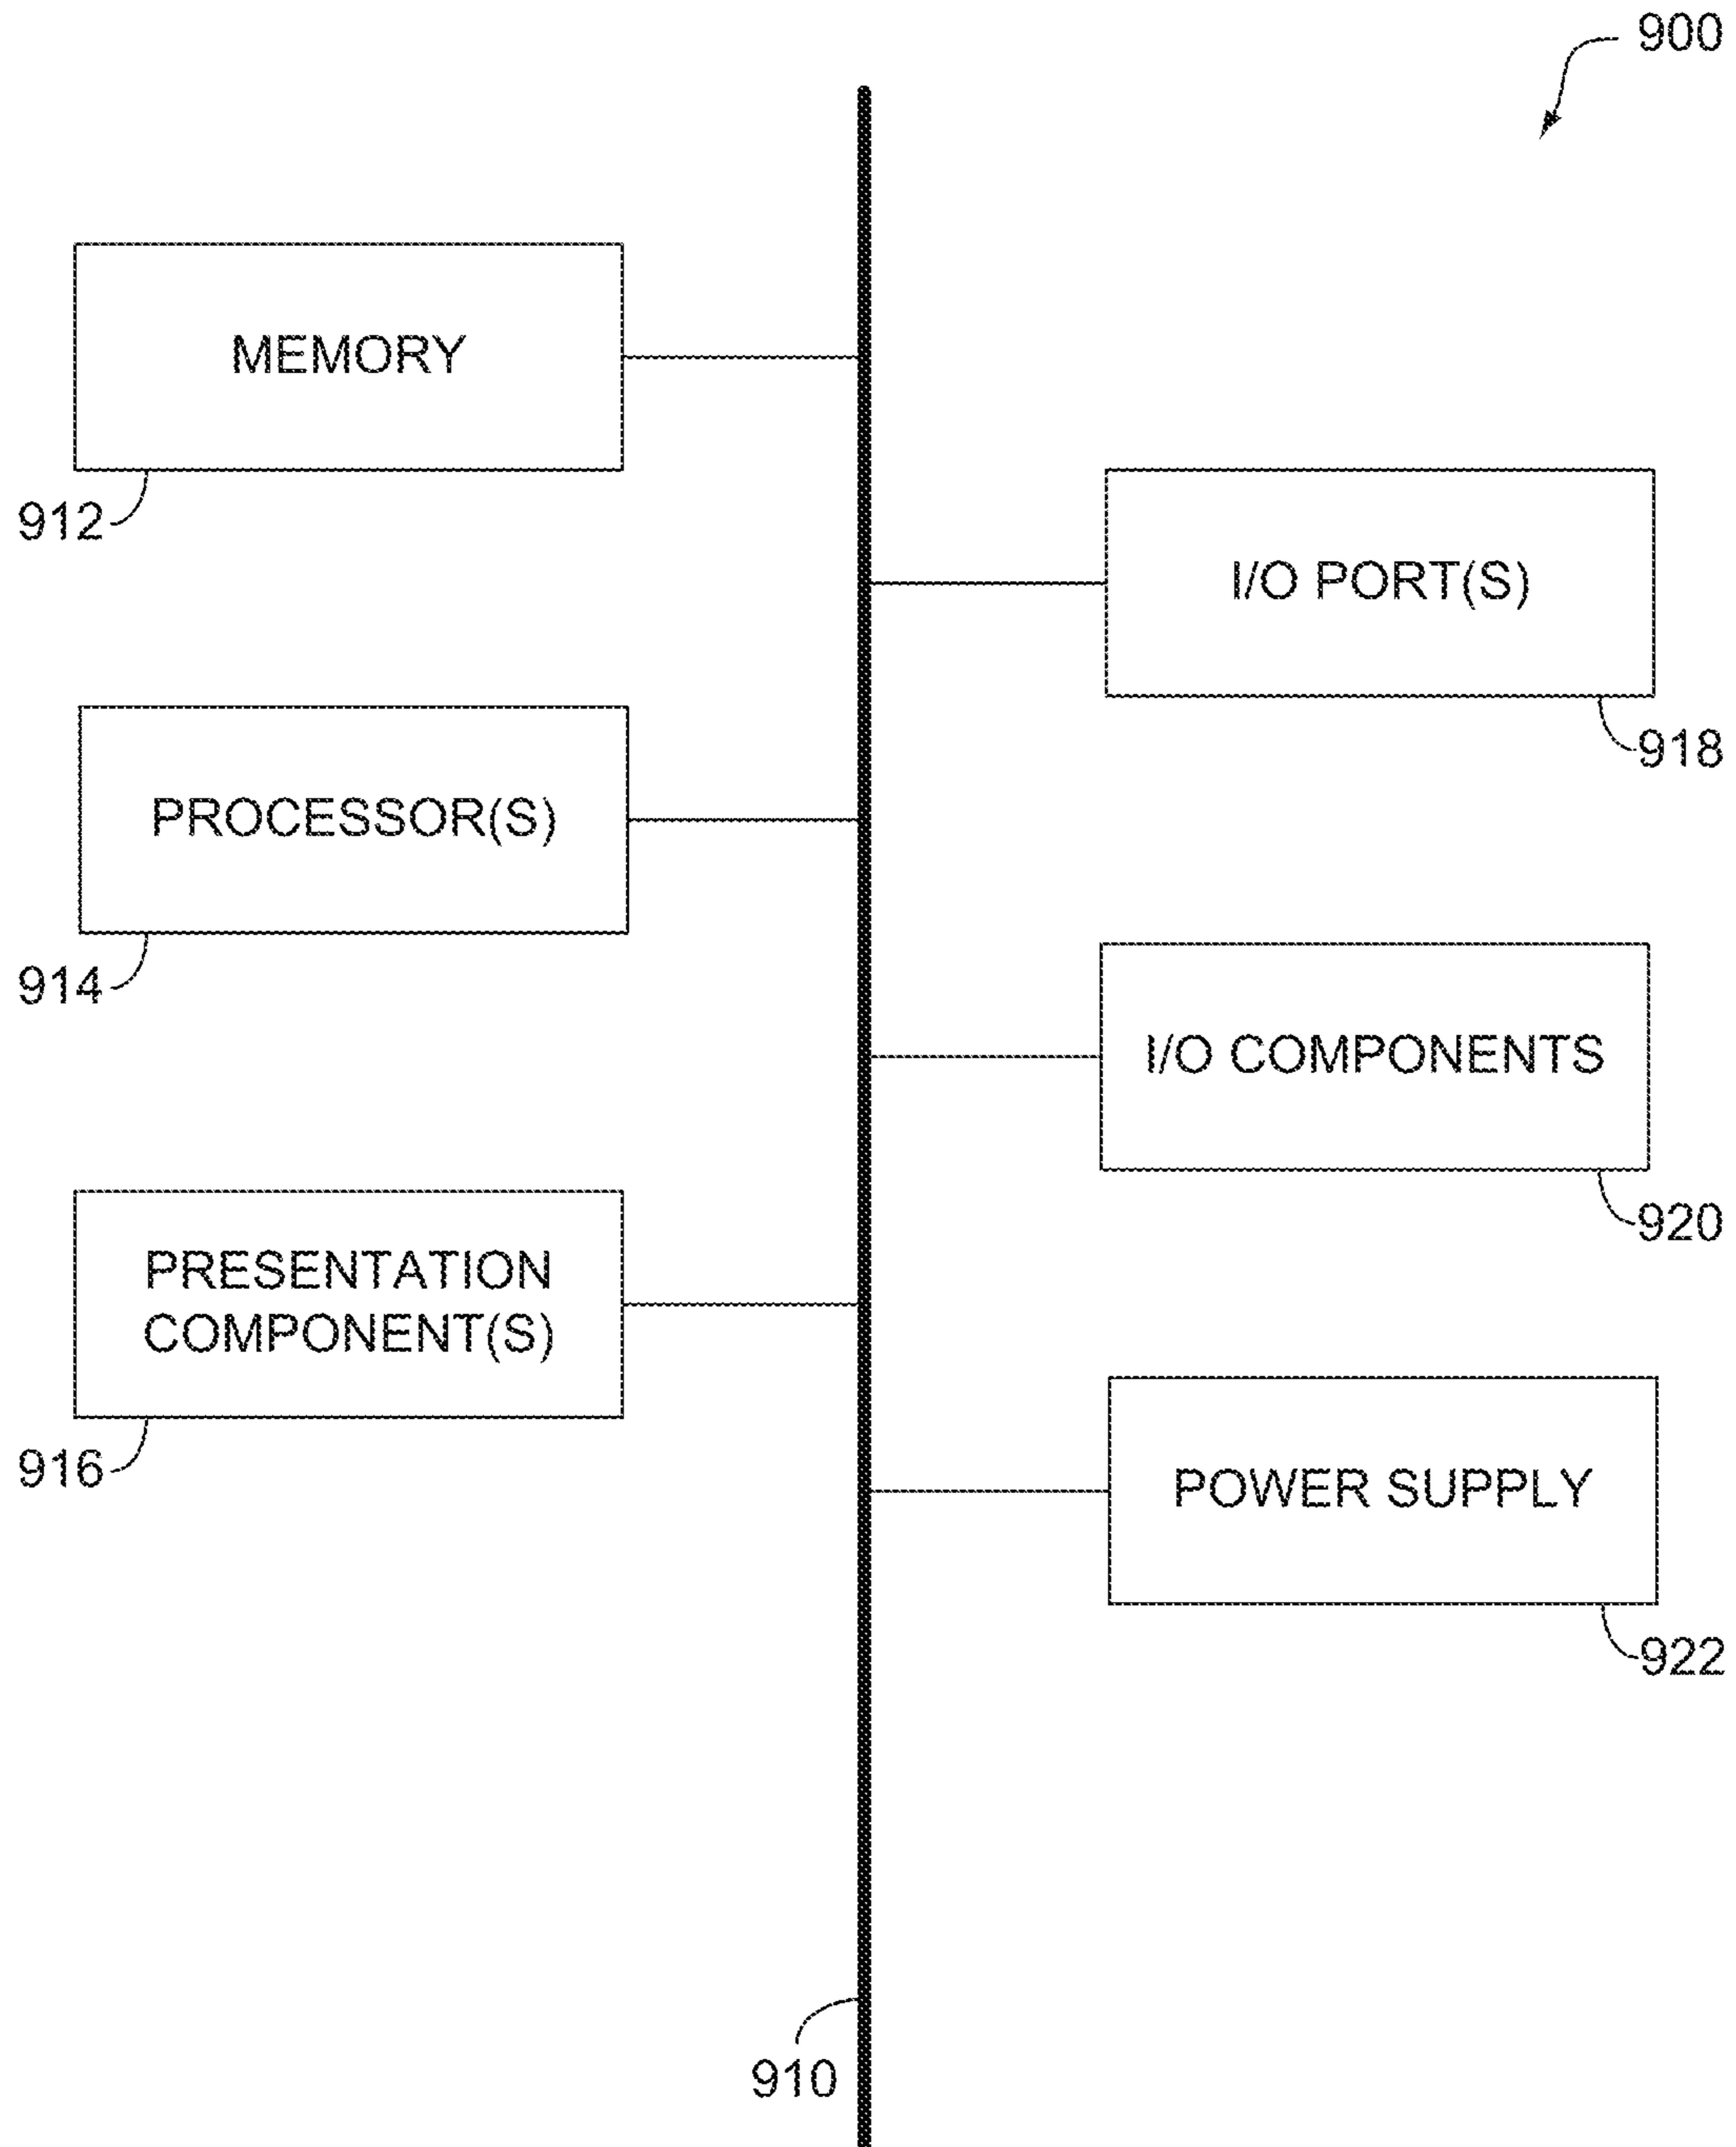 900
MEMORY
912
I/O PORT(S)
918
PROCESSOR(S)
914
I/O COMPONENTS
920
PRESENTATION
COMPONENT(S)
916
POWER SUPPLY
922
910